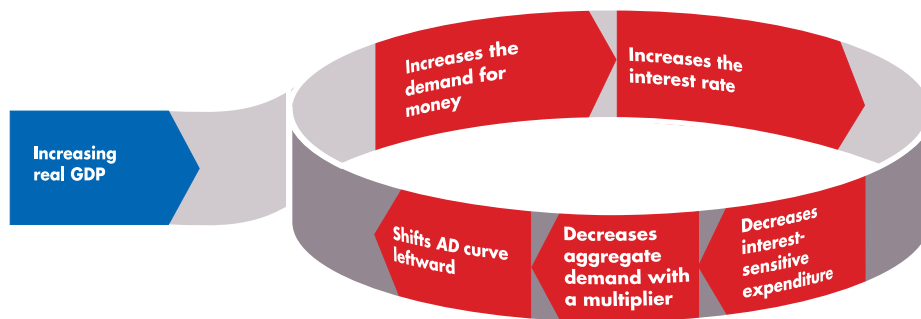 Increasing
real GDP
Increases the
demand for
money
Increases the
interest rate
Decreases
interest-
sensitive
expenditure
Decreases
aggregate
demand with
a multiplier
Shifts AD curve
leftward